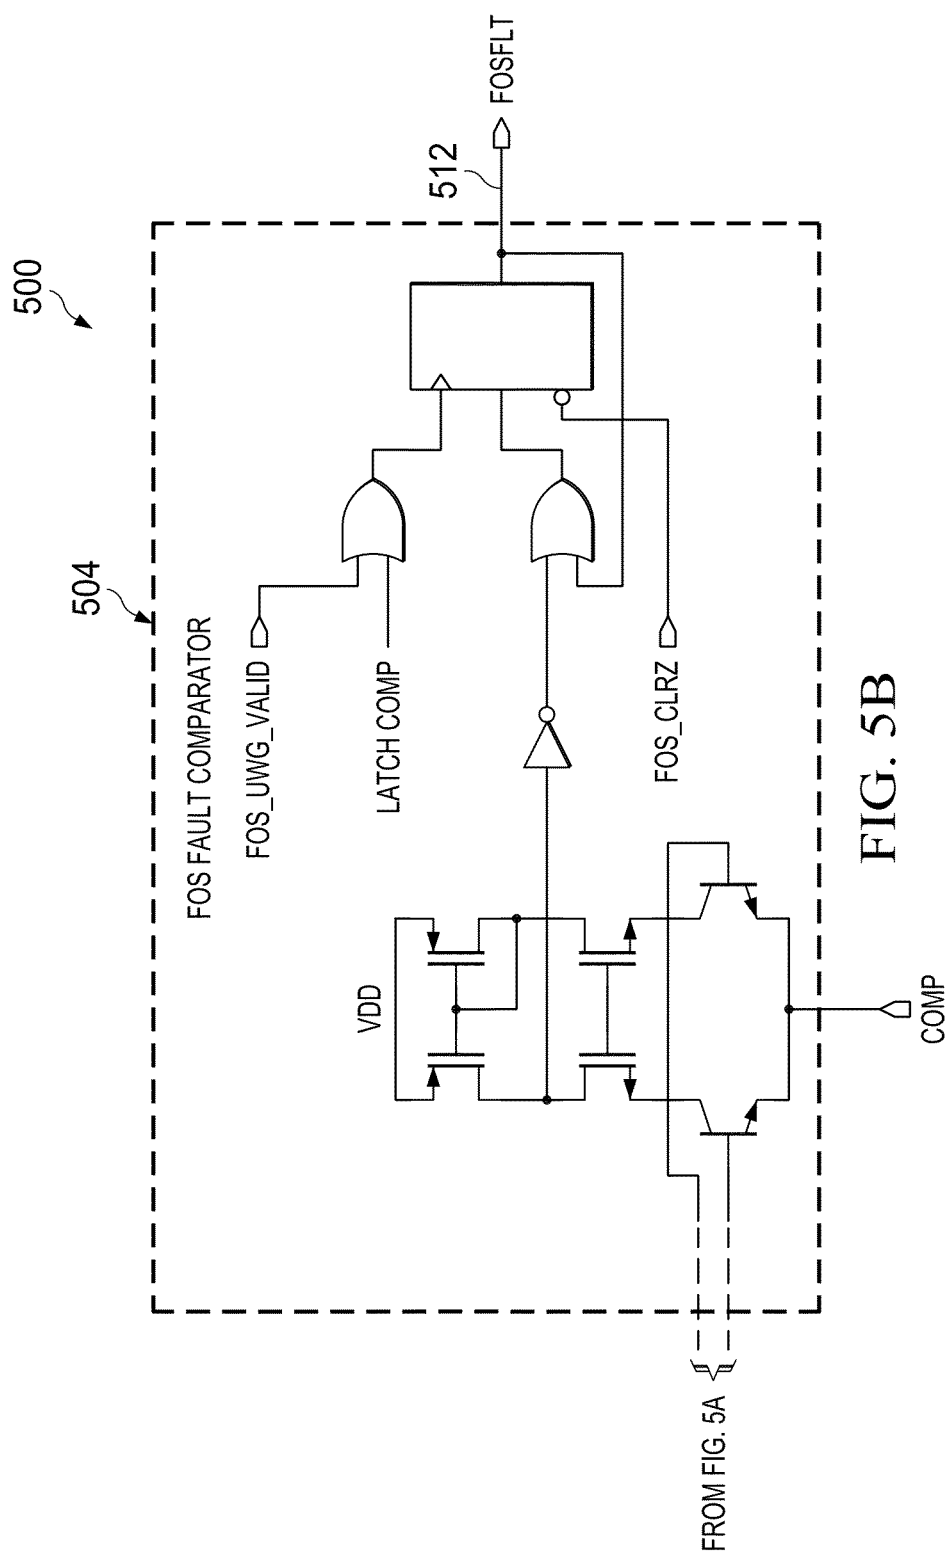 500
504
512
FOSFLT
FOS FAULT COMPARATOR
FOS_UWG_VALID
LATCH COMP
FOS_CLRZ
VDD
COMP
FROM FIG. 5A
FIG. 5B